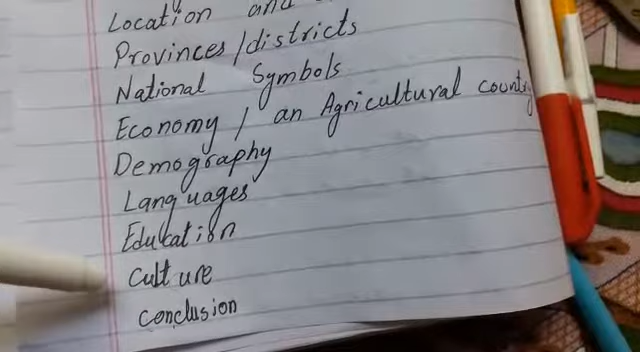 Location and
Provinces/districts
National Symbols
Economy/ an Agricultural country
Demography
Languages
Education
Culture
Conclusion